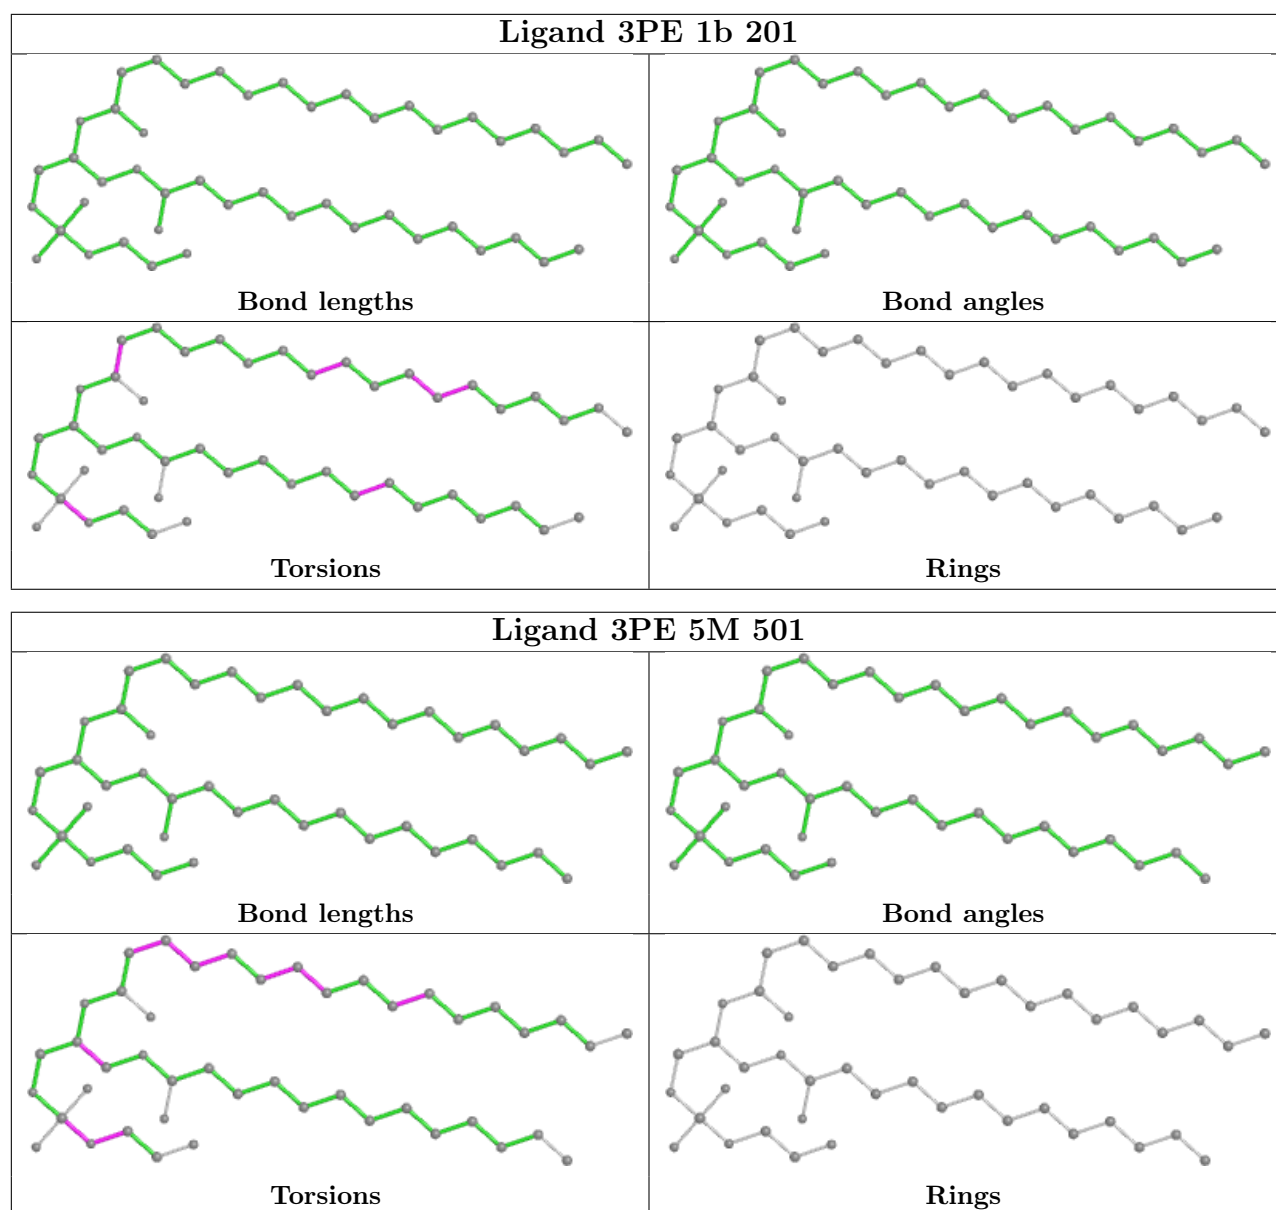 Ligand 3PE 1b 201
Bond lengths
Bond angles
Torsions
Rings
Ligand 3PE 5M 501
Bond lengths
Bond angles
Torsions
Rings